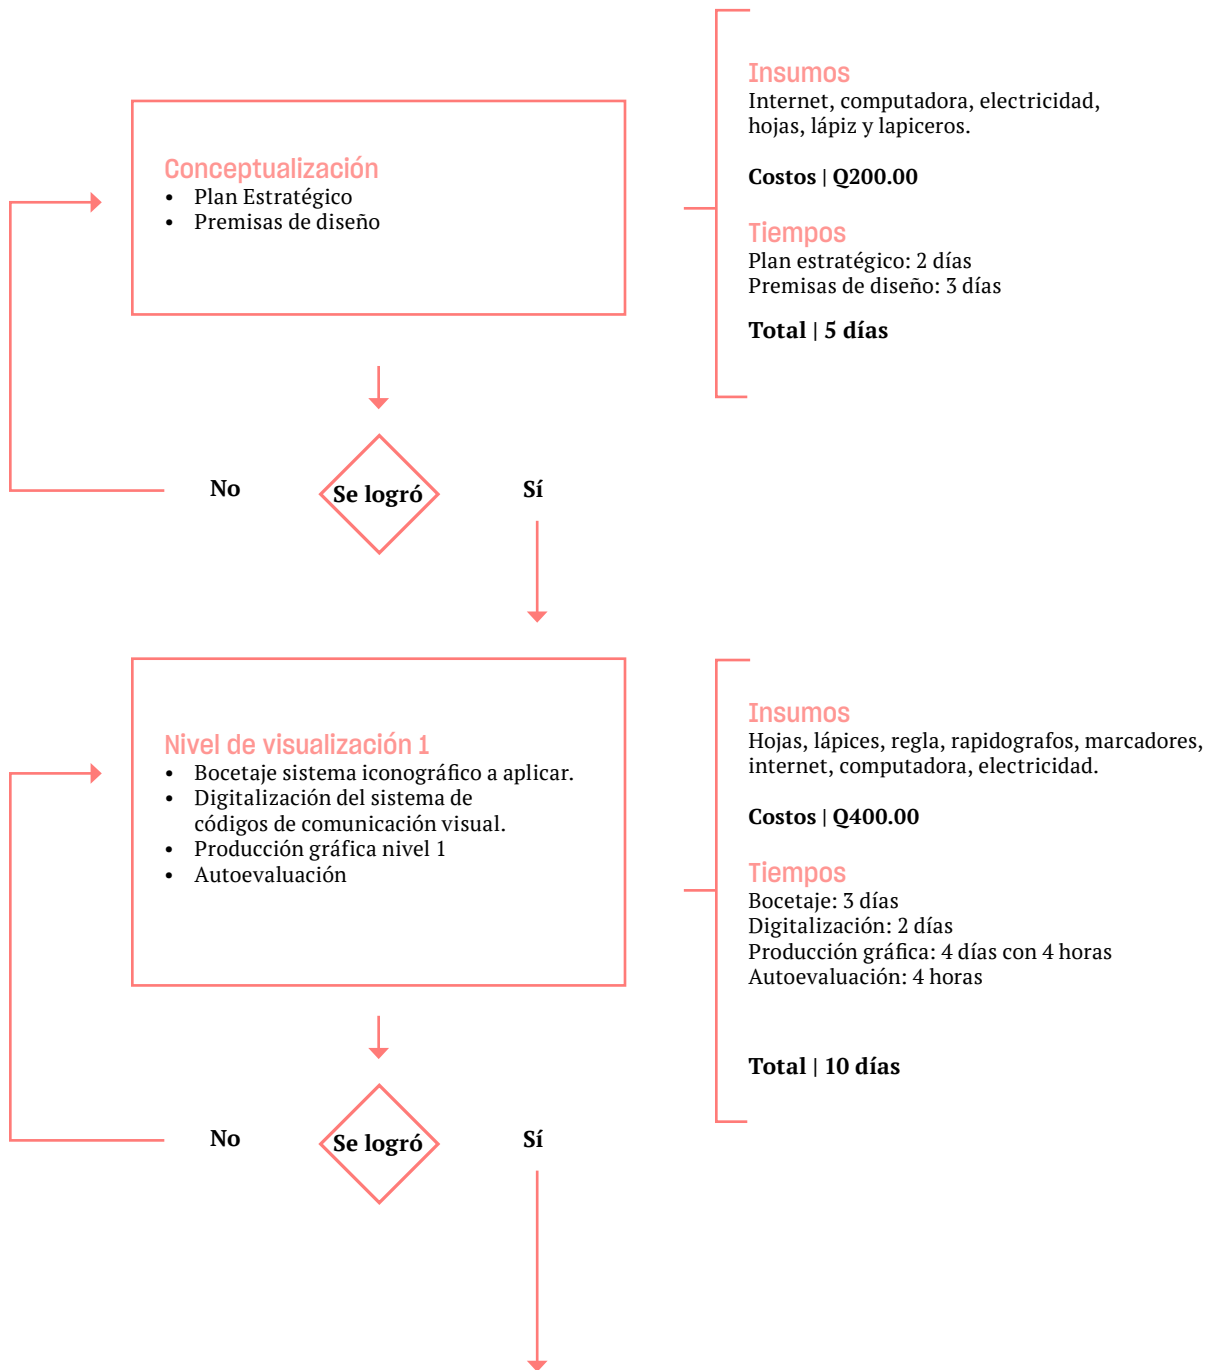 Conceptualización
• Plan Estratégico
• Premisas de diseño
Insumos
Internet, computadora, electricidad,
hojas, lápiz y lapiceros.
Costos | Q200.00
Tiempos
Plan estratégico: 2 días
Premisas de diseño: 3 días
Total | 5 días
No
Se logró
Sí
Nivel de visualización 1
• Bocetaje sistema iconográfico a aplicar.
• Digitalización del sistema de
códigos de comunicación visual.
• Producción gráfica nivel 1
• Autoevaluación
Insumos
Hojas, lápices, regla, rapidografos, marcadores,
internet, computadora, electricidad.
Costos | Q400.00
Tiempos
Bocetaje: 3 días
Digitalización: 2 días
Producción gráfica: 4 días con 4 horas
Autoevaluación: 4 horas
Total | 10 días
No
Se logró
Sí